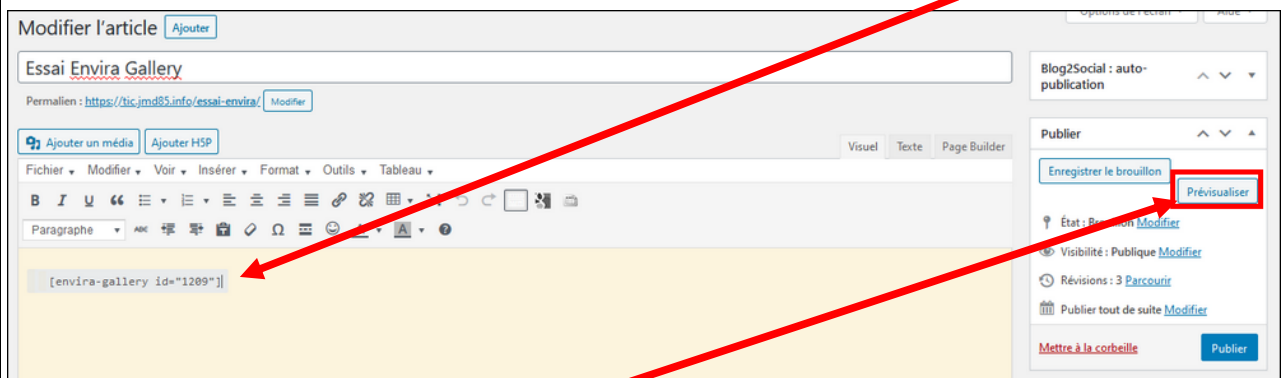 Options de l'écran Aide
Modifier l'article Ajouter
Essai Envira Gallery
Permalien : https://tic.jmd85.info/essai-envira/ Modifier
Ajouter un média Ajouter H5P
Visuel Texte Page Builder
Fichier Modifier Voir Insérer Format Outils Tableau
B I U
Paragraphe ABC Ω A A
[envira-gallery id="1209"]
Blog2Social : auto-
publication
Publier
Enregistrer le brouillon
Prévisualiser
État : Modifier
Visibilité : Publique Modifier
Révisions : 3 Parcourir
Publier tout de suite Modifier
Mettre à la corbeille Publier